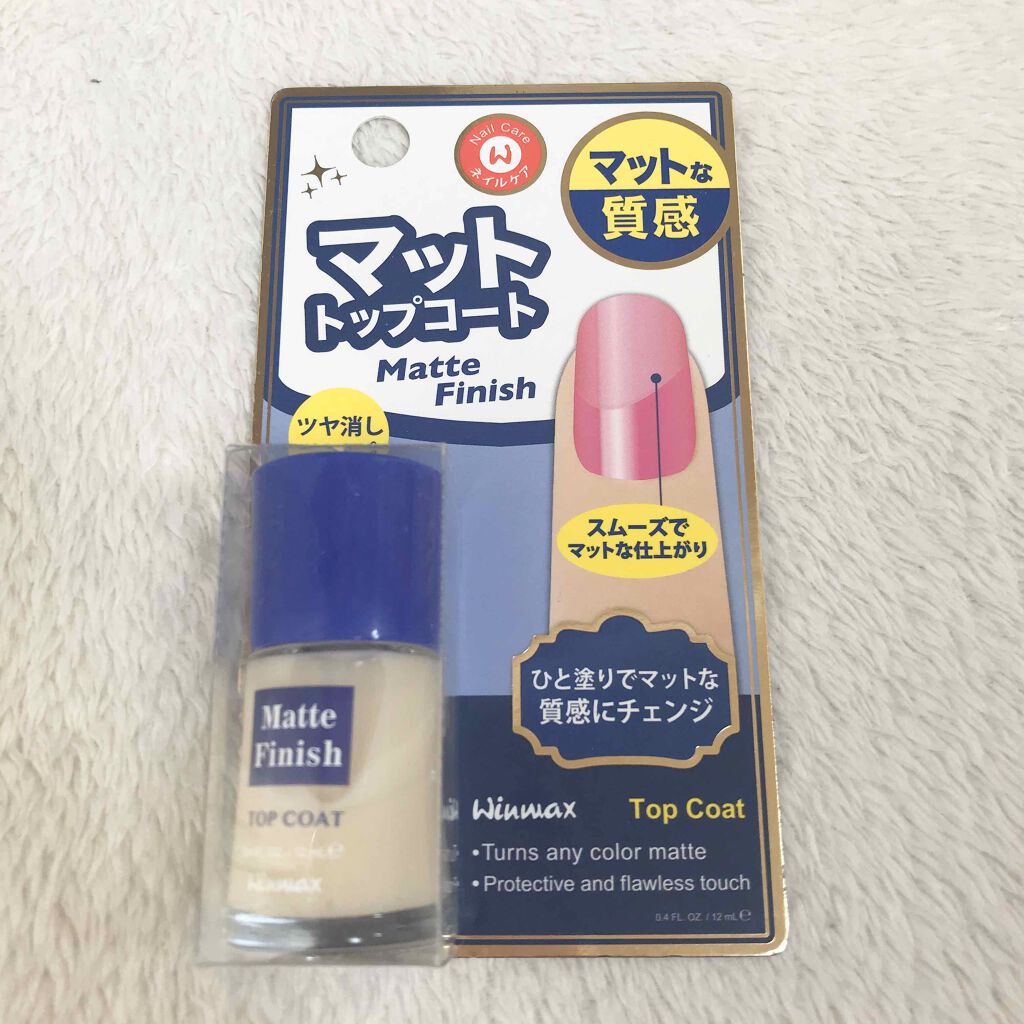 Nail Care
W
ネイルケア
マットな
質感
マット
トップコート
Matte
Finish
ツヤ消し
スムーズで
マットな仕上がり
ひと塗りでマットな
質感にチェンジ
Matte
Finish
TOP COAT
Winmax
Winmax
Top Coat
•Turns any color matte
•Protective and flawless touch
0.4 FL. OZ. / 12 mL ℮